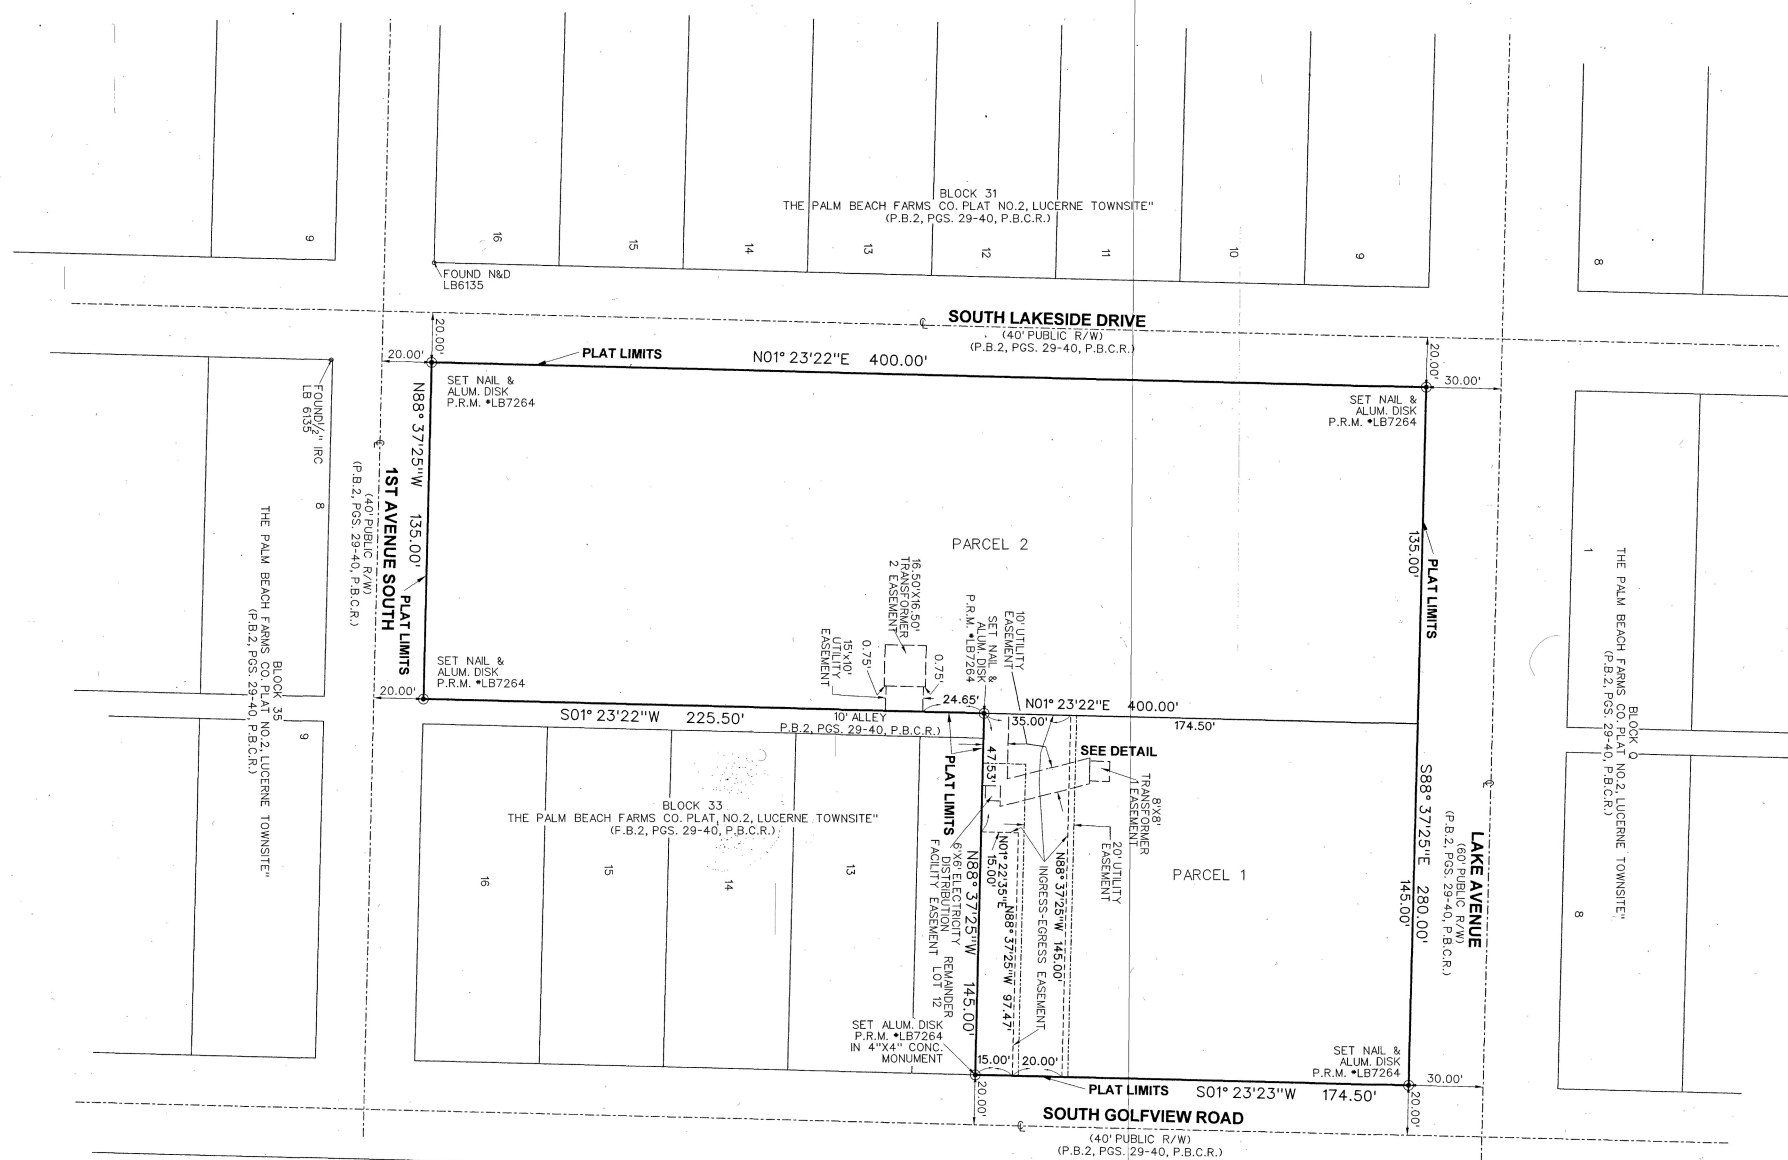 BLOCK 31
THE PALM BEACH FARMS CO. PLAT NO.2, LUCERNE TOWNSITE"
(P.B.2, PGS. 29-40, P.B.C.R.)
9
16
15
14
13
12
11
10
9
8
FOUND N&D
LB6135
SOUTH LAKESIDE DRIVE
(40' PUBLIC R/W)
(P.B.2, PGS. 29-40, P.B.C.R.)
20.00'
20.00'
PLAT LIMITS
N01° 23'22"E 400.00'
20.00'
30.00'
SET NAIL &
ALUM. DISK
P.R.M. *LB7264
SET NAIL &
ALUM. DISK
P.R.M. *LB7264
FOUND 1/2" IRC
LB 6135
8
N88° 37'25"W 135.00'
PLAT LIMITS
1ST AVENUE SOUTH
(40' PUBLIC R/W)
(P.B.2, PGS. 29-40, P.B.C.R.)
BLOCK 35
THE PALM BEACH FARMS CO. PLAT NO.2, LUCERNE TOWNSITE"
(P.B.2, PGS. 29-40, P.B.C.R.)
9
PARCEL 2
135.00'
PLAT LIMITS
1
BLOCK Q
THE PALM BEACH FARMS CO. PLAT NO.2, LUCERNE TOWNSITE"
(P.B.2, PGS. 29-40, P.B.C.R.)
8
16.50'X16.50'
TRANSFORMER
2 EASEMENT
15'x10'
UTILITY
EASEMENT
0.75'
0.75'
SET NAIL &
ALUM. DISK
P.R.M. *LB7264
10' UTILITY
EASEMENT
SET NAIL &
ALUM. DISK
P.R.M. *LB7264
20.00'
24.65'
N01° 23'22"E 400.00'
35.00'
174.50'
S01° 23'22"W 225.50'
10' ALLEY
P.B.2, PGS. 29-40, P.B.C.R.)
SEE DETAIL
47.53'
PLAT LIMITS
8'X8'
TRANSFORMER
1 EASEMENT
20' UTILITY
EASEMENT
S88° 37'25"E 280.00'
145.00'
LAKE AVENUE
(60' PUBLIC R/W)
(P.B.2, PGS. 29-40, P.B.C.R.)
BLOCK 33
THE PALM BEACH FARMS CO. PLAT, NO.2, LUCERNE TOWNSITE"
(P.B.2, PGS. 29-40, P.B.C.R.)
16
15
14
13
REMAINDER
LOT 12
6'X6' ELECTRICITY
DISTRIBUTION
FACILITY EASEMENT
N88° 37'25"W 145.00'
N01° 22'35"E
15.00'
N88° 37'25"W 97.47'
INGRESS-EGRESS EASEMENT
N88° 37'25"W 145.00'
PARCEL 1
SET ALUM. DISK
P.R.M. *LB7264
IN 4"X4" CONC.
MONUMENT
15.00'
20.00'
SET NAIL &
ALUM. DISK
P.R.M. *LB7264
30.00'
PLAT LIMITS
S01° 23'23"W 174.50'
20.00'
20.00'
SOUTH GOLFVIEW ROAD
(40' PUBLIC R/W)
(P.B.2, PGS. 29-40, P.B.C.R.)